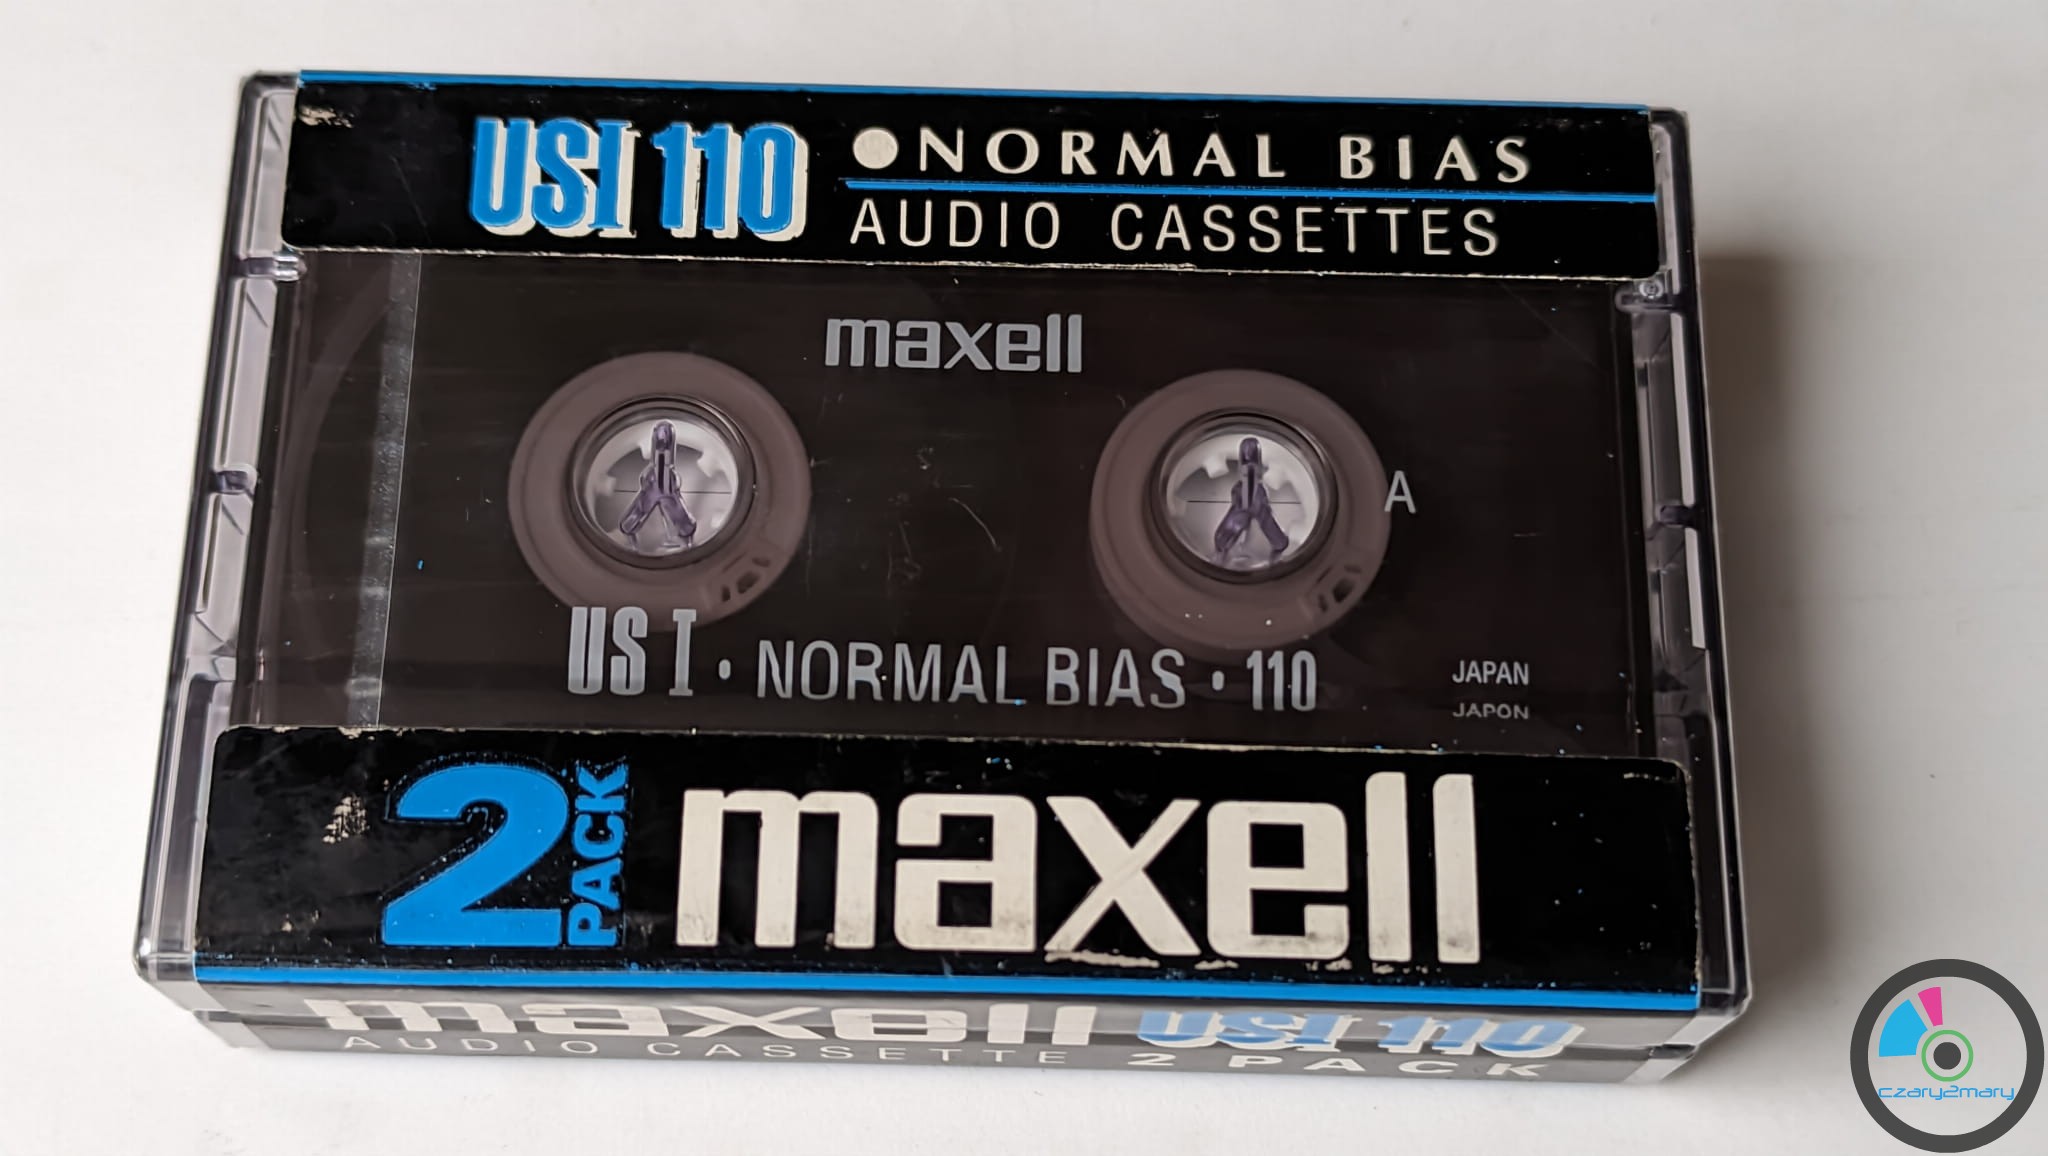 USI 110
●NORMAL BIAS
AUDIO CASSETTES
maxell
A
US I • NORMAL BIAS • 110
JAPAN
JAPON
2 PACK
maxell
maxell USI 110
AUDIO CASSETTE 2 PACK
czary2mary